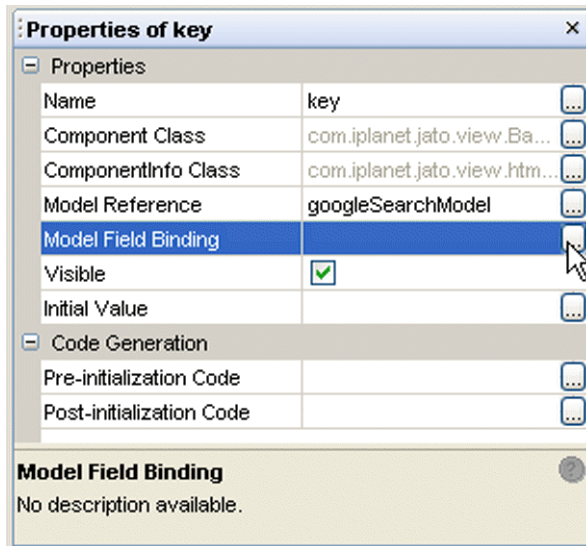 Properties of key
Properties
Name key ...
Component Class com.iplanet.jato.view.Ba... ...
ComponentInfo Class com.iplanet.jato.view.htm... ...
Model Reference googleSearchModel ...
Model Field Binding ...
Visible
Initial Value ...
Code Generation
Pre-initialization Code ...
Post-initialization Code ...
Model Field Binding ?
No description available.